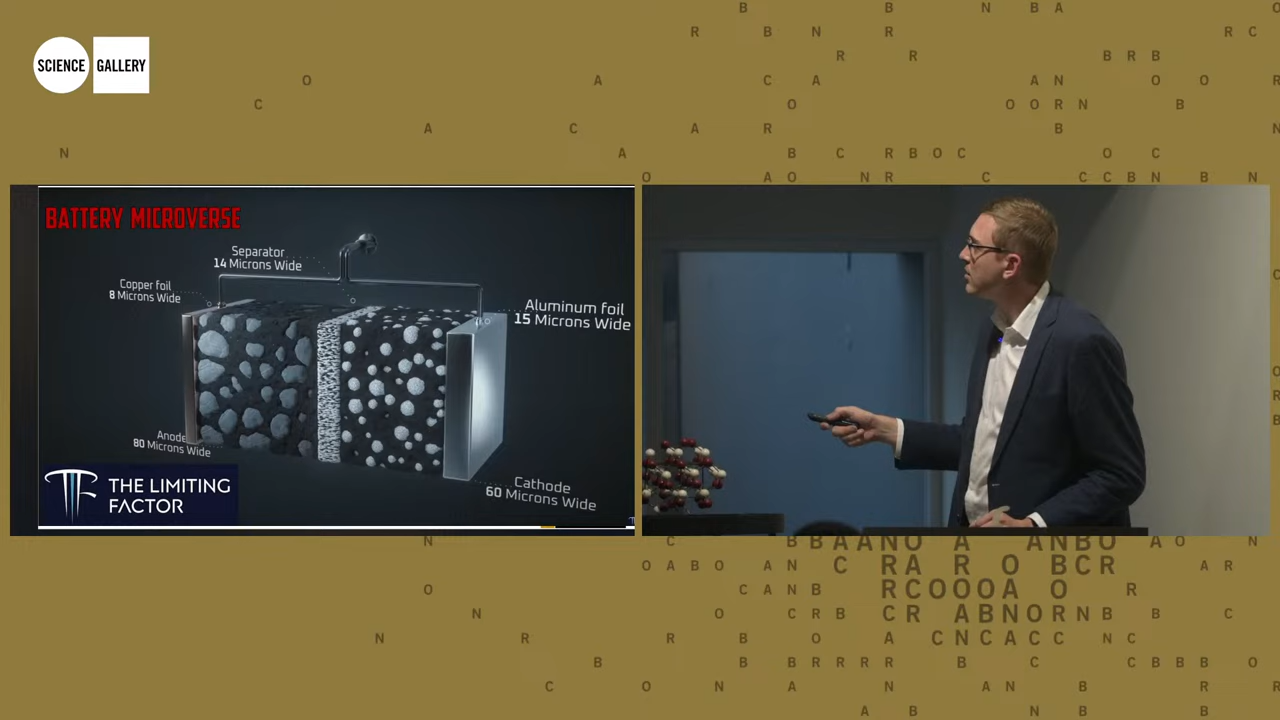 SCIENCE GALLERY
BATTERY MICROVERSE
Separator
14 Microns Wide
Copper foil
8 Microns Wide
Aluminum foil
15 Microns Wide
Anode
80 Microns Wide
Cathode
60 Microns Wide
THE LIMITING
FACTOR